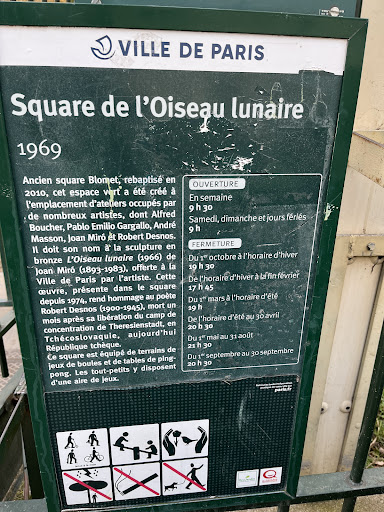 VILLE DE PARIS
Square de l'Oiseau lunaire
1969
Ancien square Blomet, rebaptisé en
2010, cet espace vert a été créé à
l'emplacement d'ateliers occupés par
de nombreux artistes, dont Alfred
Boucher, Pablo Emilio Gargallo, André
Masson, Joan Miró et Robert Desnos.
Il doit son nom à la sculpture en
bronze L'Oiseau lunaire (1966) de
Joan Miró (1893-1983), offerte à la
Ville de Paris par l'artiste. Cette
œuvre, présente dans le square
depuis 1974, rend hommage au poète
Robert Desnos (1900-1945), mort un
mois après sa libération du camp de
concentration de Theresienstadt, en
Tchécoslovaquie, aujourd'hui
République tchèque.
Ce square est équipé de terrains de
jeux de boules et de tables de ping-
pong. Les tout-petits y disposent
d'une aire de jeux.
OUVERTURE
En semaine
9 h 30
Samedi, dimanche et jours fériés
9 h
FERMETURE
Du 1er octobre à l'horaire d'hiver
19 h 30
De l'horaire d'hiver à la fin février
17 h 45
Du 1er mars à l'horaire d'été
19 h
De l'horaire d'été au 30 avril
20 h 30
Du 1er mai au 31 août
21 h 30
Du 1er septembre au 30 septembre
20 h 30
paris.fr